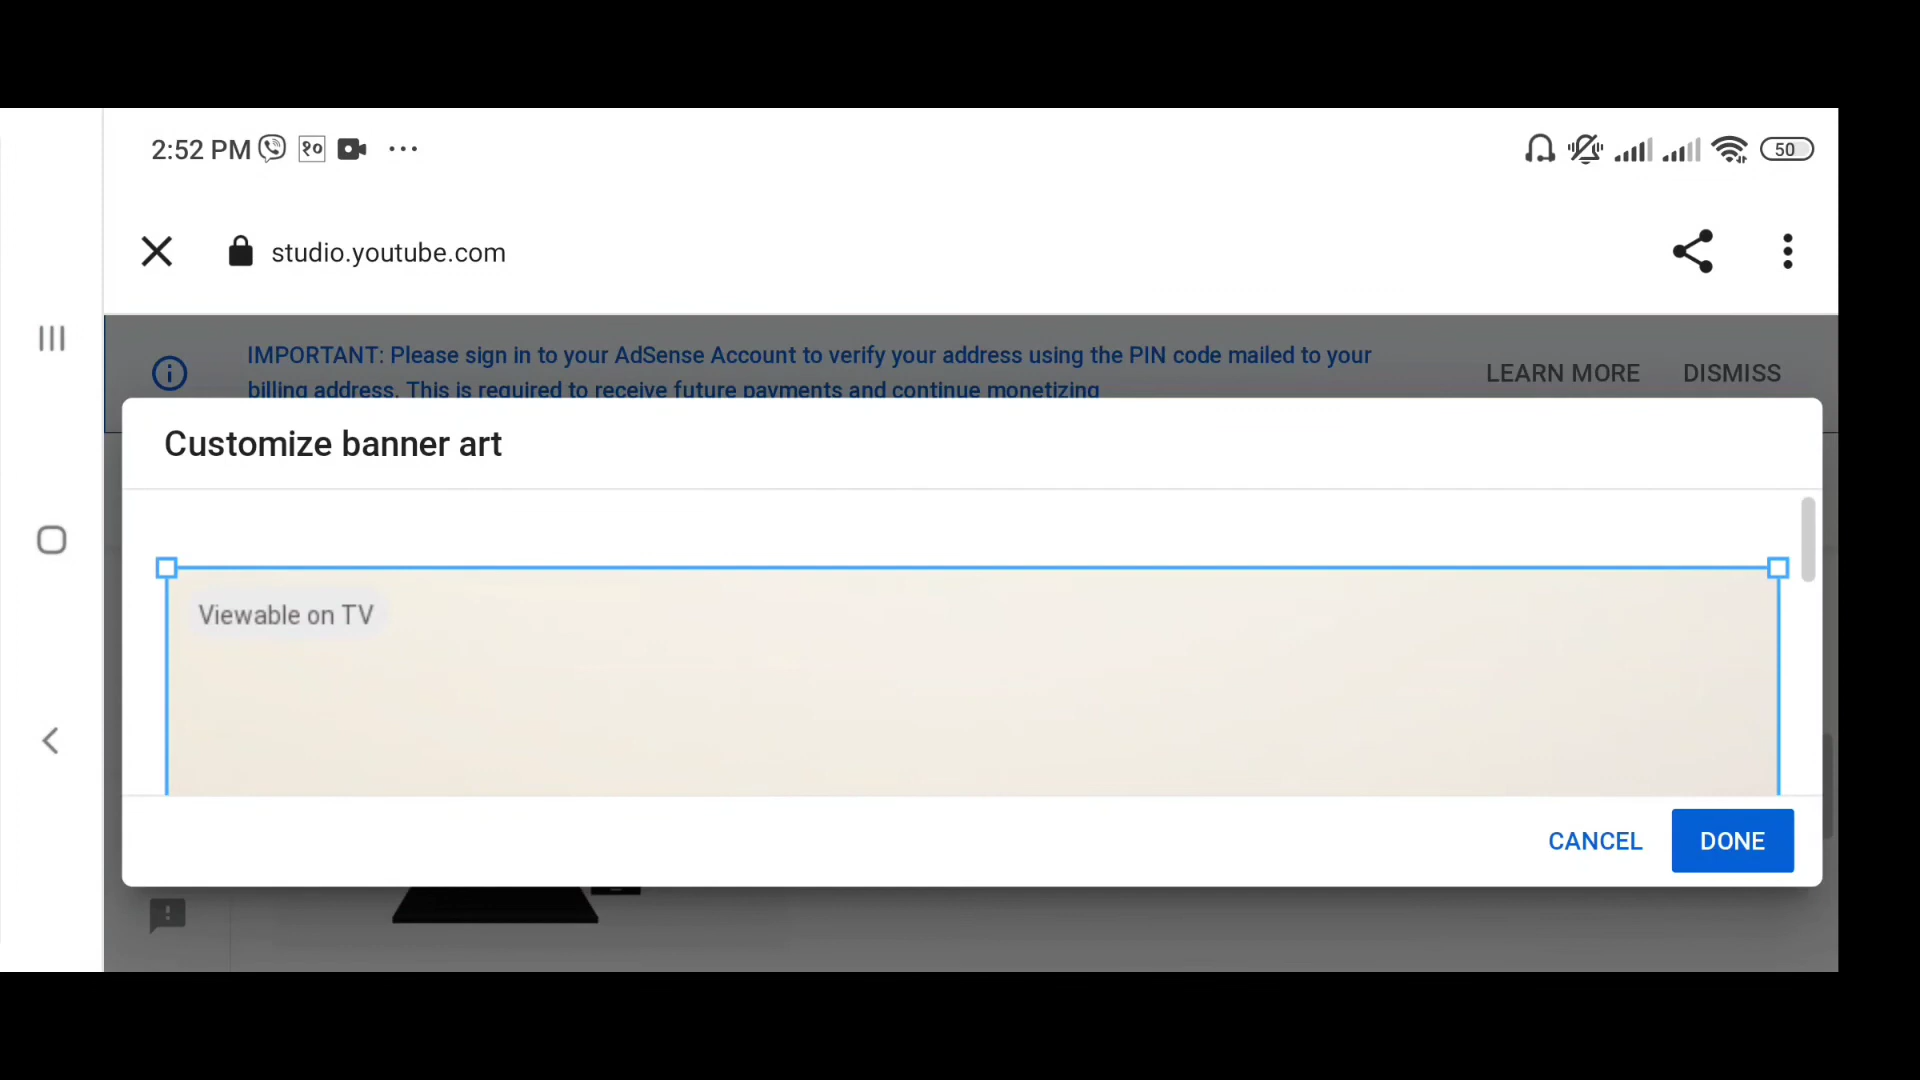 2:52 PM २० 50
studio.youtube.com
IMPORTANT: Please sign in to your AdSense Account to verify your address using the PIN code mailed to your
billing address. This is required to receive future payments and continue monetizing
LEARN MORE DISMISS
Customize banner art
Viewable on TV
CANCEL DONE